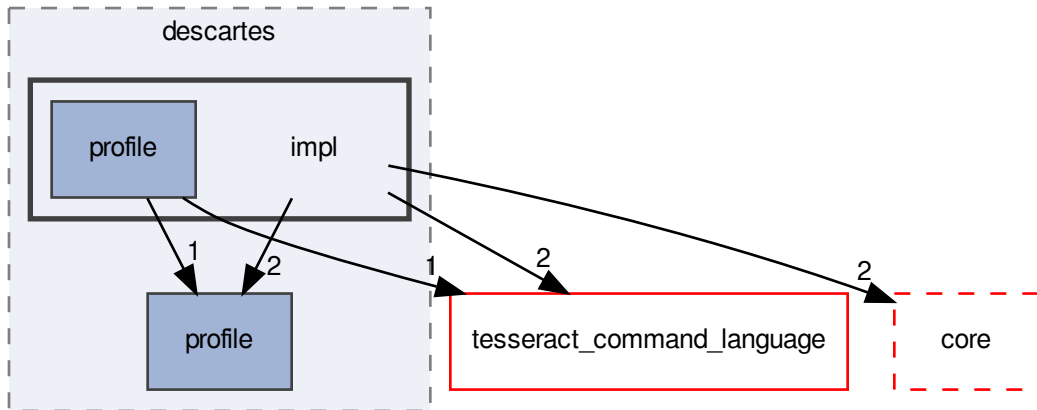 descartes
profile
impl
1
2
1
2
2
profile
tesseract_command_language
core